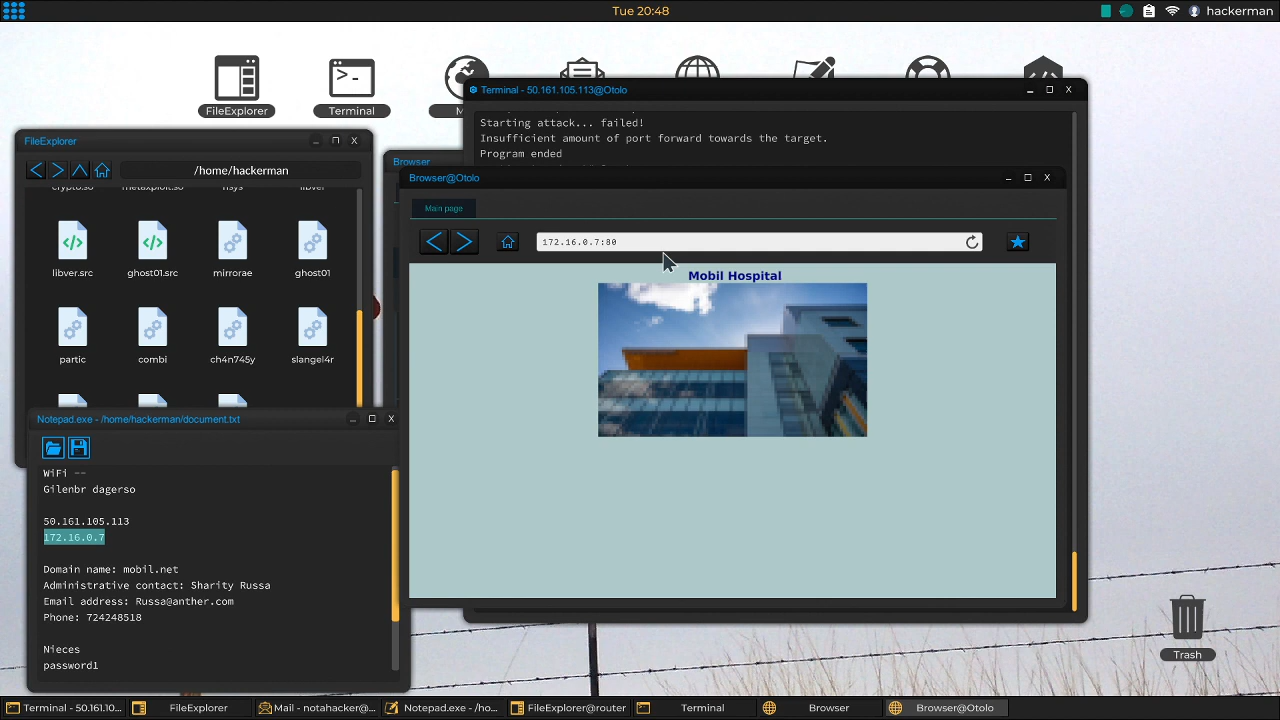 Tue 20:48
hackerman
FileExplorer
Terminal
M
Terminal - 50.161.105.113@Otolo
Starting attack... failed!
Insufficient amount of port forward towards the target.
Program ended
FileExplorer
/home/hackerman
libver.src
ghost01.src
mirrorae
ghost01
partic
combi
ch4n745y
slangel4r
Browser
Browser@Otolo
Main page
172.16.0.7:80
Mobil Hospital
Notepad.exe - /home/hackerman/document.txt
WiFi --
Gilenbr dagerso
50.161.105.113
172.16.0.7
Domain name: mobil.net
Administrative contact: Sharity Russa
Email address: Russa@anther.com
Phone: 724248518
Nieces
password1
Trash
Terminal - 50.161.10...
FileExplorer
Mail - notahacker@...
Notepad.exe - /ho...
FileExplorer@router
Terminal
Browser
Browser@Otolo